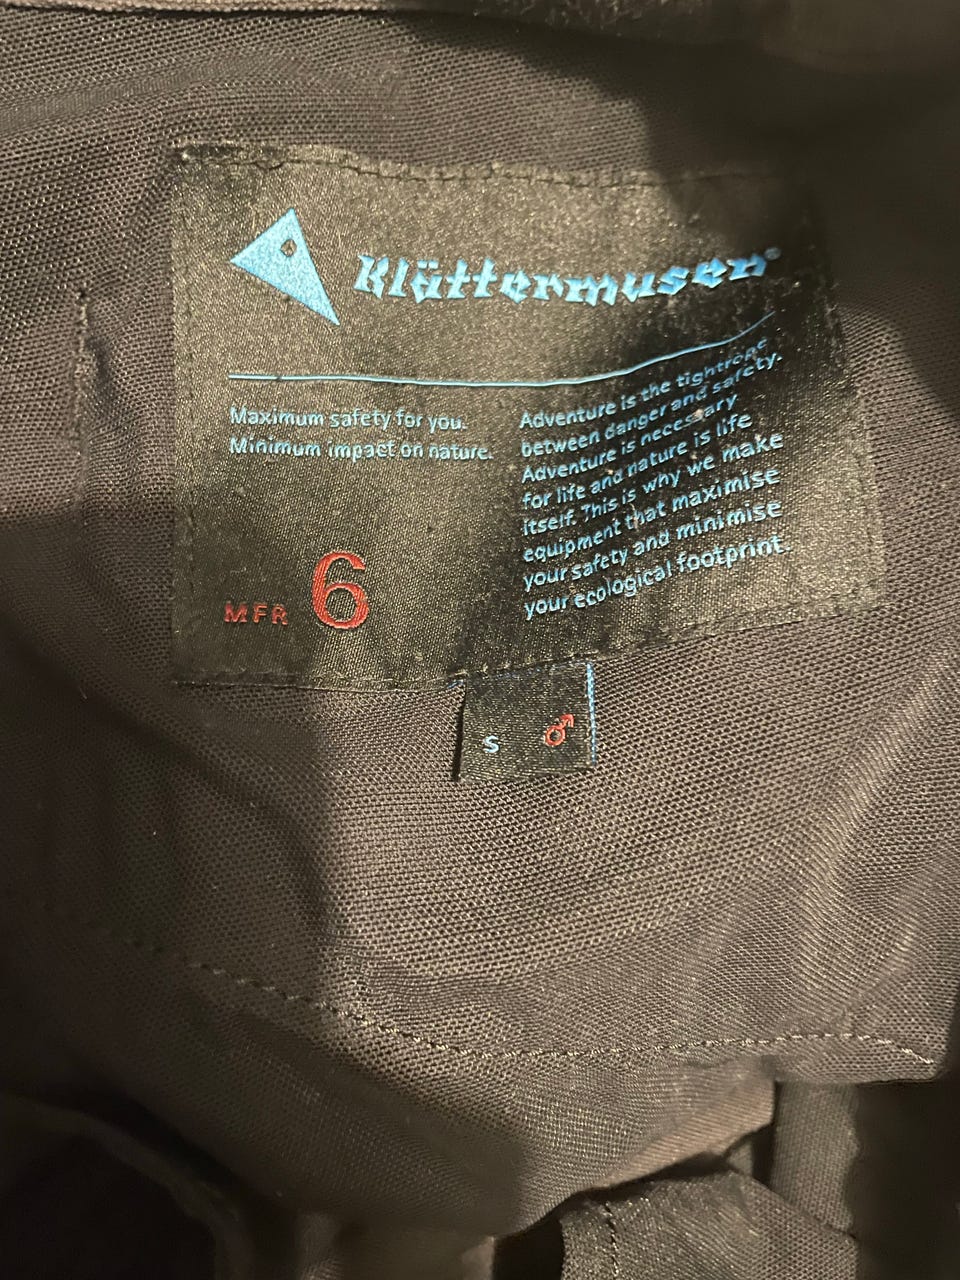 Klättermusen®
Maximum safety for you.
Minimum impact on nature.
Adventure is the tightrope
between danger and safety.
Adventure is necessary
for life and nature is life
itself. This is why we make
equipment that maximise
your safety and minimise
your ecological footprint.
MFR 6
S ♂